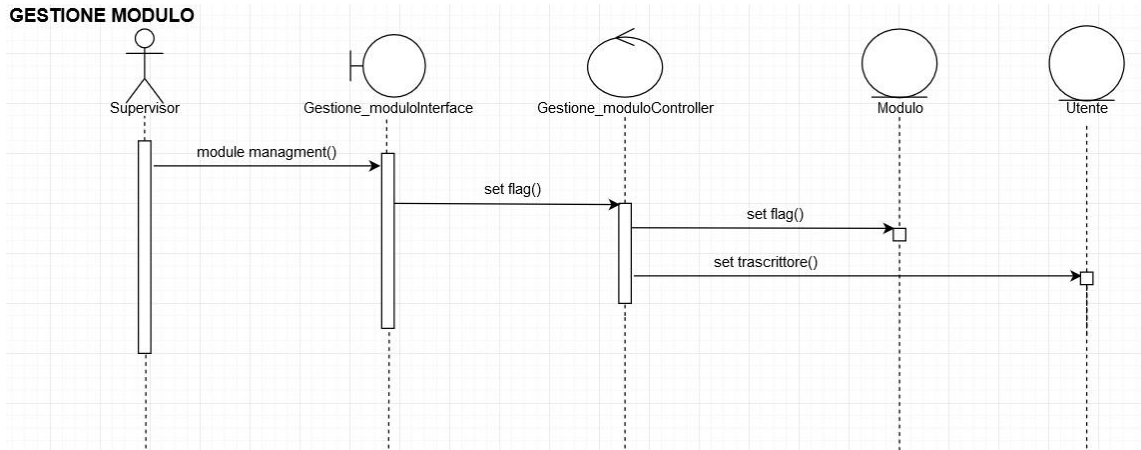 GESTIONE MODULO
Supervisor
Gestione_moduloInterface
Gestione_moduloController
Modulo
Utente
module managment()
set flag()
set flag()
set trascrittore()